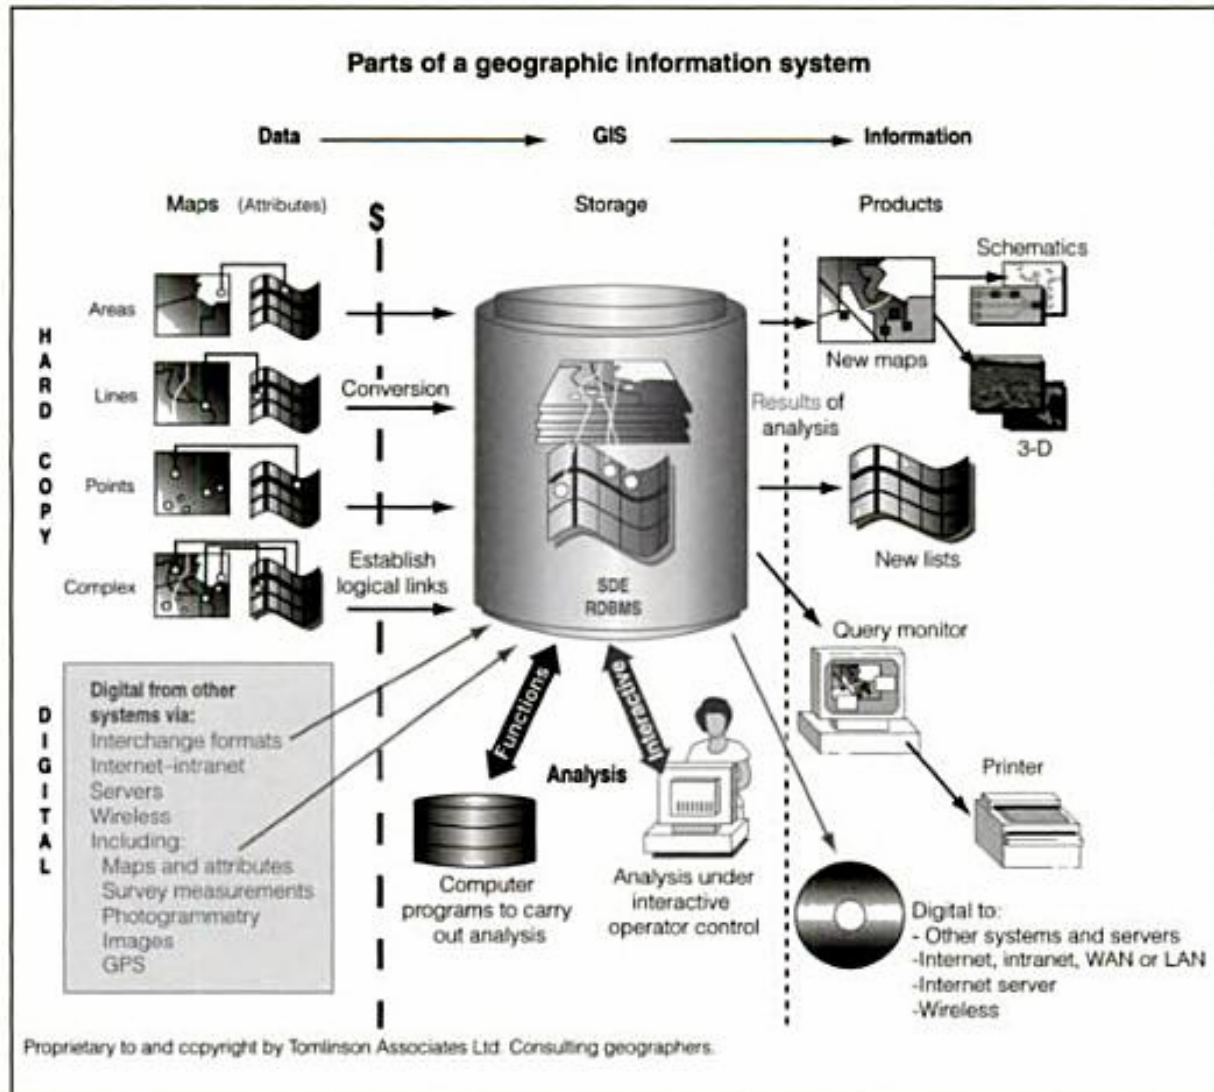 Parts of a geographic information system
Data
GIS
Information
Maps (Attributes)
$
Storage
Products
HARD COPY
Areas
Lines
Points
Complex
Conversion
Establish
logical links
SDE
RDBMS
Results of
analysis
Schematics
New maps
3-D
New lists
Query monitor
Printer
DIGITAL
Digital from other
systems via:
Interchange formats
Internet-intranet
Servers
Wireless
Including:
Maps and attributes
Survey measurements
Photogrammetry
Images
GPS
Functions
Interactive
Analysis
Computer
programs to carry
out analysis
Analysis under
interactive
operator control
Digital to:
- Other systems and servers
-Internet, intranet, WAN or LAN
-Internet server
-Wireless
Proprietary to and copyright by Tomlinson Associates Ltd. Consulting geographers.